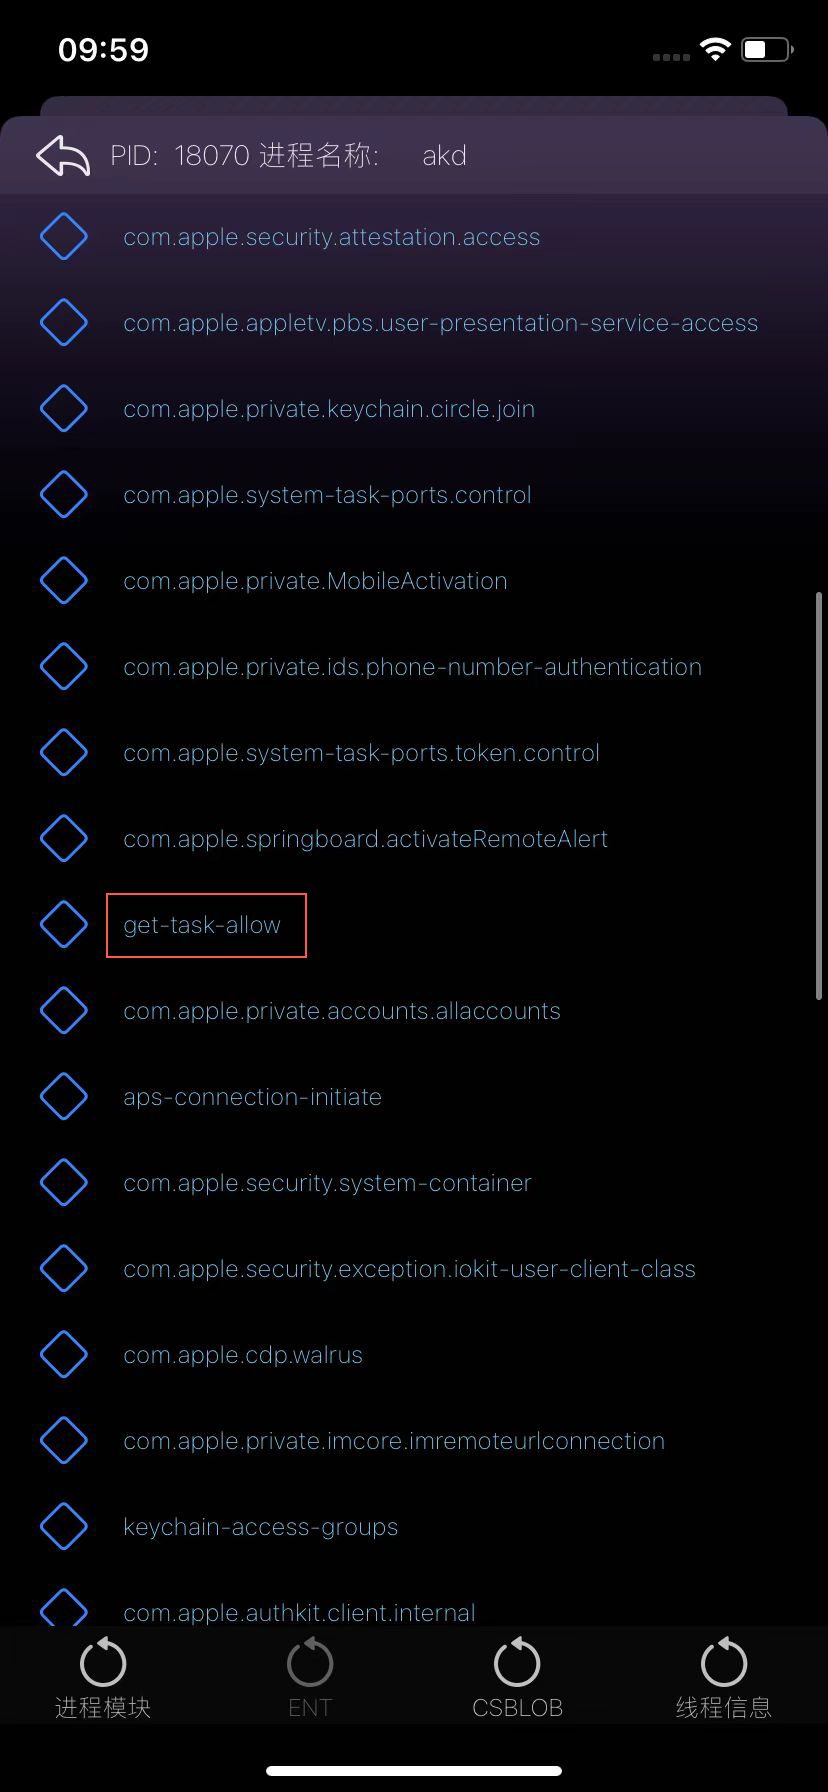 09:59
PID: 18070 进程名称: akd
com.apple.security.attestation.access
com.apple.appletv.pbs.user-presentation-service-access
com.apple.private.keychain.circle.join
com.apple.system-task-ports.control
com.apple.private.MobileActivation
com.apple.private.ids.phone-number-authentication
com.apple.system-task-ports.token.control
com.apple.springboard.activateRemoteAlert
get-task-allow
com.apple.private.accounts.allaccounts
aps-connection-initiate
com.apple.security.system-container
com.apple.security.exception.iokit-user-client-class
com.apple.cdp.walrus
com.apple.private.imcore.imremoteurlconnection
keychain-access-groups
com.apple.authkit.client.internal
进程模块 ENT CSBLOB 线程信息